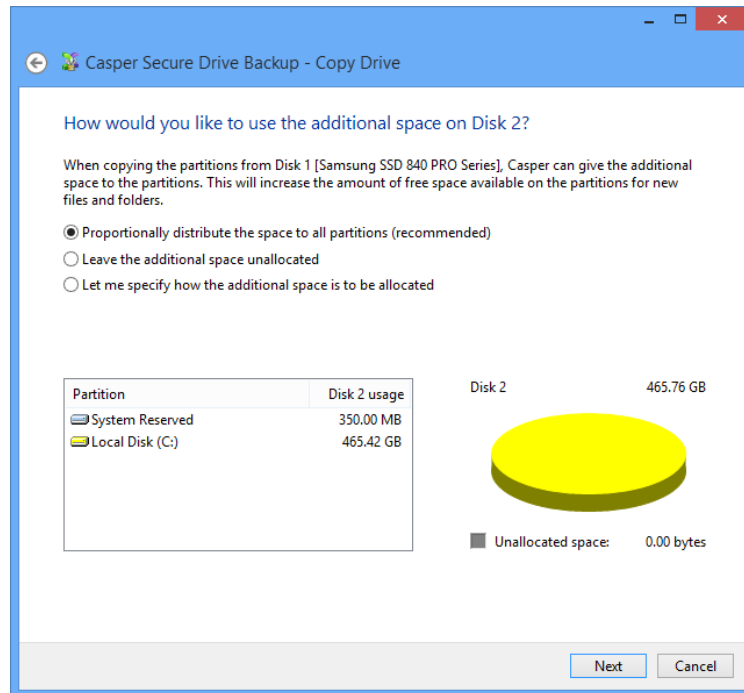 Casper Secure Drive Backup - Copy Drive
How would you like to use the additional space on Disk 2?
When copying the partitions from Disk 1 [Samsung SSD 840 PRO Series], Casper can give the additional
space to the partitions. This will increase the amount of free space available on the partitions for new
files and folders.
Proportionally distribute the space to all partitions (recommended)
Leave the additional space unallocated
Let me specify how the additional space is to be allocated
Partition Disk 2 usage
System Reserved 350.00 MB
Local Disk (C:) 465.42 GB
Disk 2 465.76 GB
Unallocated space: 0.00 bytes
Next Cancel